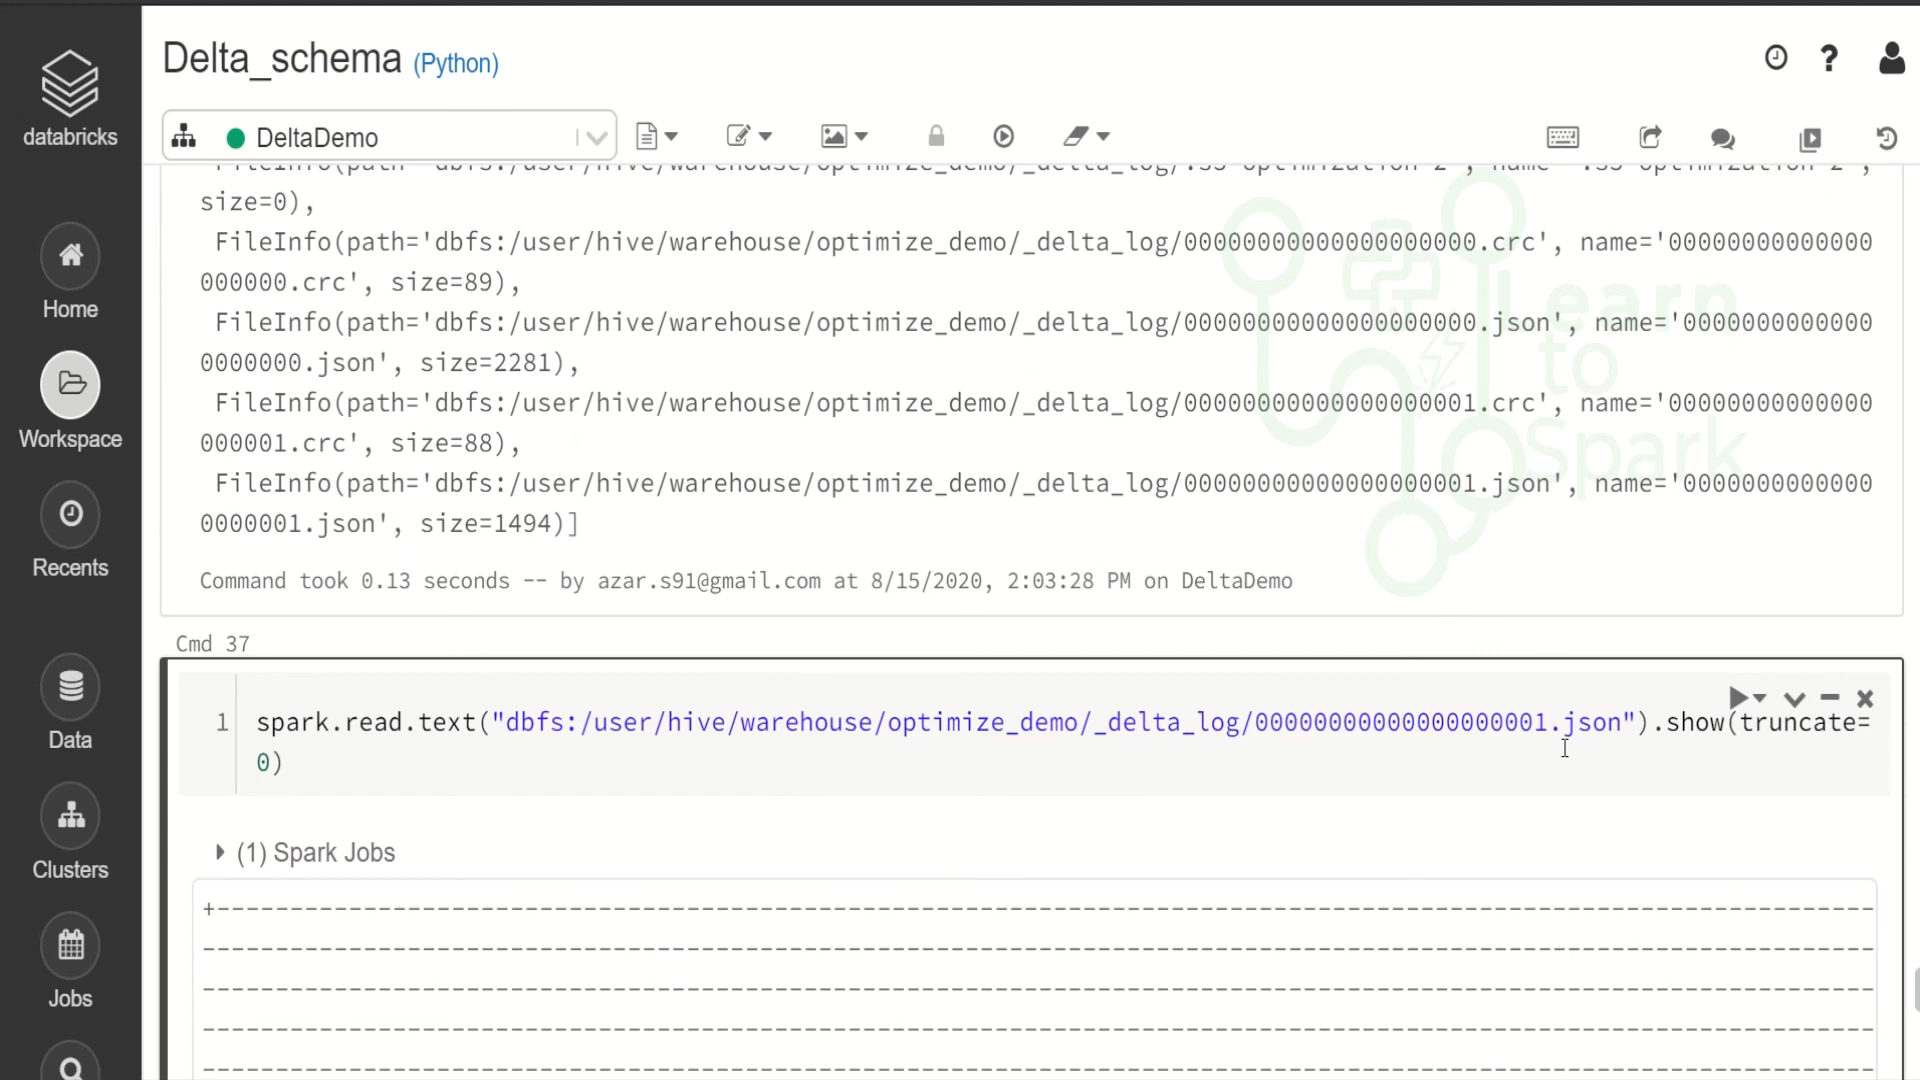 Delta_schema (Python)
databricks
DeltaDemo
size=0),
FileInfo(path='dbfs:/user/hive/warehouse/optimize_demo/_delta_log/00000000000000000000.crc', name='00000000000000
000000.crc', size=89),
FileInfo(path='dbfs:/user/hive/warehouse/optimize_demo/_delta_log/00000000000000000000.json', name='0000000000000
0000000.json', size=2281),
FileInfo(path='dbfs:/user/hive/warehouse/optimize_demo/_delta_log/00000000000000000001.crc', name='00000000000000
000001.crc', size=88),
FileInfo(path='dbfs:/user/hive/warehouse/optimize_demo/_delta_log/00000000000000000001.json', name='0000000000000
0000001.json', size=1494)]
Command took 0.13 seconds -- by azar.s91@gmail.com at 8/15/2020, 2:03:28 PM on DeltaDemo
Learn
to
Spark
Home
Workspace
Recents
Data
Clusters
Jobs
Cmd 37
1 spark.read.text("dbfs:/user/hive/warehouse/optimize_demo/_delta_log/00000000000000000001.json").show(truncate=
0)
(1) Spark Jobs